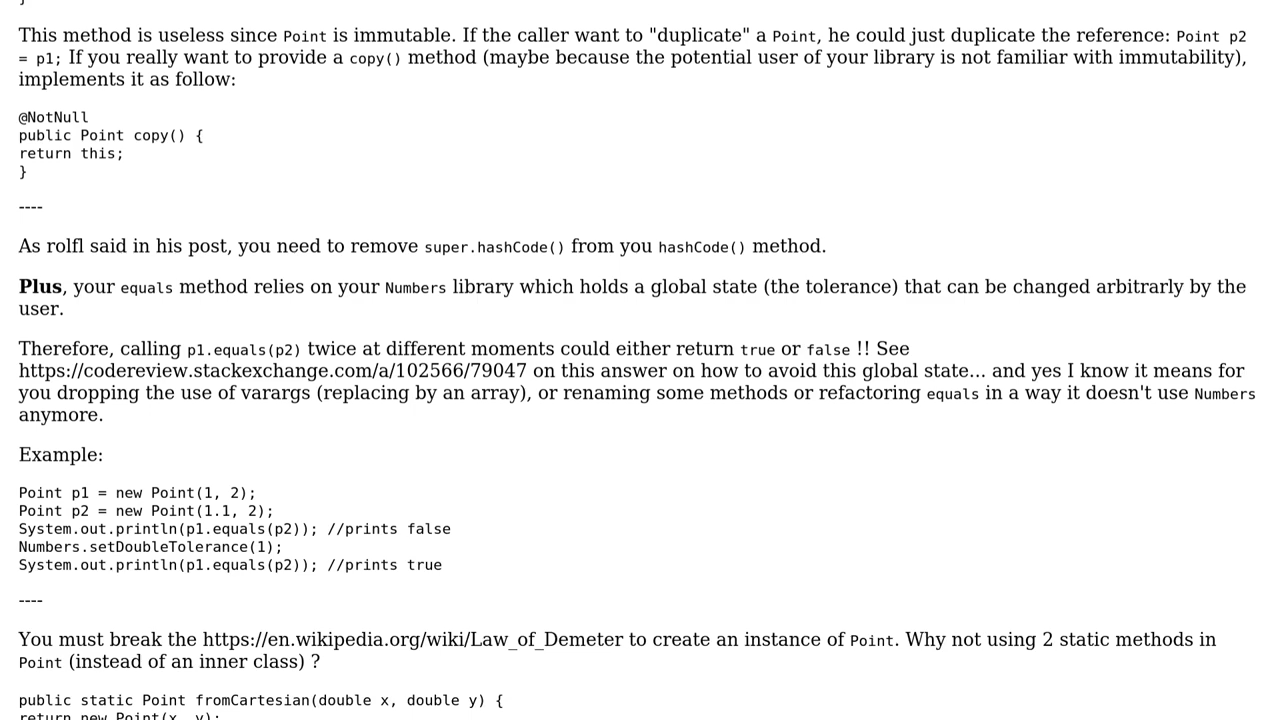 }
This method is useless since Point is immutable. If the caller want to "duplicate" a Point, he could just duplicate the reference: Point p2
= p1; If you really want to provide a copy() method (maybe because the potential user of your library is not familiar with immutability),
implements it as follow:
@NotNull
public Point copy() {
return this;
}
----
As rolfl said in his post, you need to remove super.hashCode() from you hashCode() method.
Plus, your equals method relies on your Numbers library which holds a global state (the tolerance) that can be changed arbitrarly by the
user.
Therefore, calling p1.equals(p2) twice at different moments could either return true or false !! See
https://codereview.stackexchange.com/a/102566/79047 on this answer on how to avoid this global state... and yes I know it means for
you dropping the use of varargs (replacing by an array), or renaming some methods or refactoring equals in a way it doesn't use Numbers
anymore.
Example:
Point p1 = new Point(1, 2);
Point p2 = new Point(1.1, 2);
System.out.println(p1.equals(p2)); //prints false
Numbers.setDoubleTolerance(1);
System.out.println(p1.equals(p2)); //prints true
----
You must break the https://en.wikipedia.org/wiki/Law_of_Demeter to create an instance of Point. Why not using 2 static methods in
Point (instead of an inner class) ?
public static Point fromCartesian(double x, double y) {
return new Point(x, y);